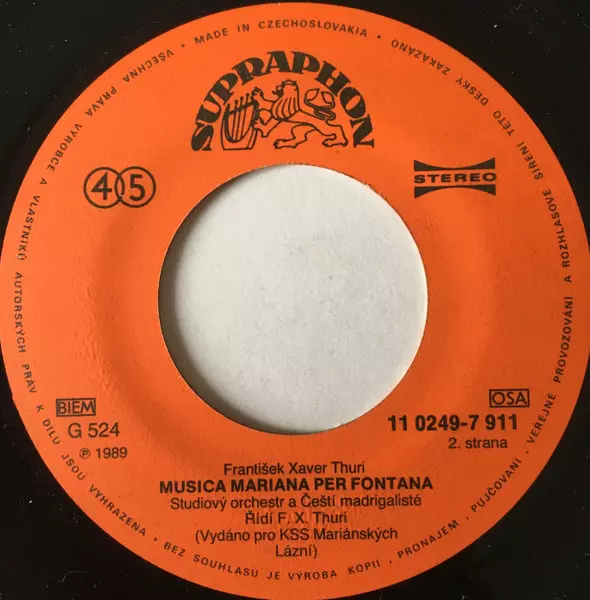 VŠECHNA PRÁVA VÝROBCE A VLASTNÍKŮ AUTORSKÝCH PRÁV K DÍLU JSOU VYHRAZENA • BEZ SOUHLASU JE VÝROBA KOPIÍ, PRONÁJEM, PŮJČOVÁNÍ, VEŘEJNÉ PROVOZOVÁNÍ A ROZHLASOVÉ ŠÍŘENÍ TÉTO DESKY ZAKÁZÁNO • MADE IN CZECHOSLOVAKIA •
SUPRAPHON
45
STEREO
BIEM
OSA
G 524
11 0249-7 911
℗ 1989
2. strana
František Xaver Thuri
MUSICA MARIANA PER FONTANA
Studiový orchestr a Čeští madrigalisté
Řídí F. X. Thuri
(Vydáno pro KSS Mariánských
Lázní)